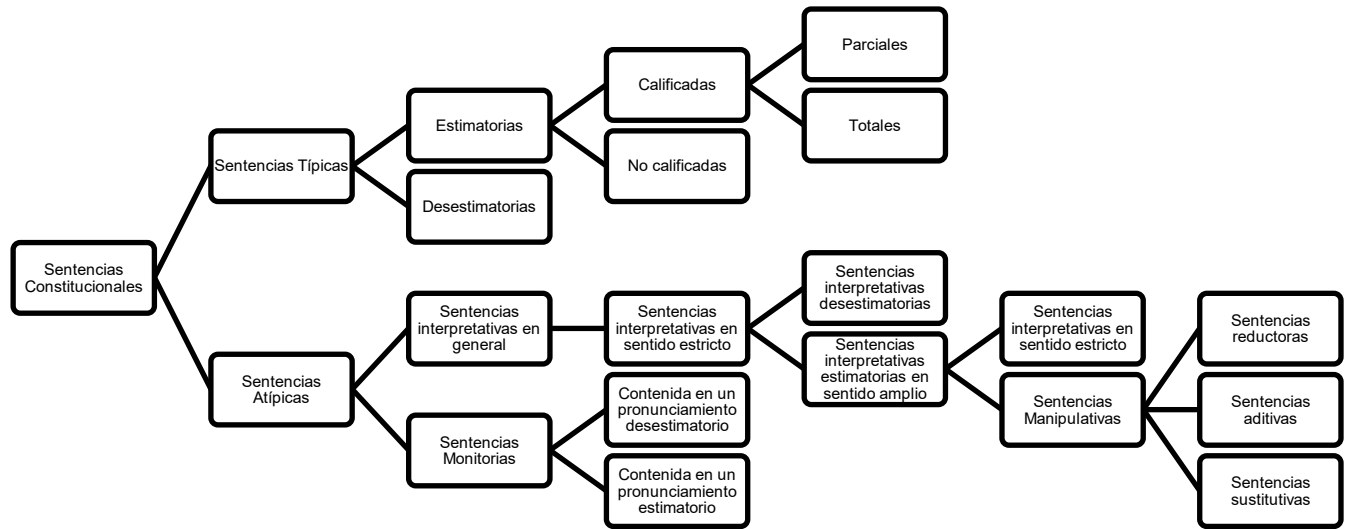 Parciales
Calificadas
Totales
Estimatorias
No calificadas
Sentencias Típicas
Desestimatorias
Sentencias
Constitucionales
Sentencias
interpretativas
desestimatorias
Sentencias
interpretativas en
general
Sentencias
interpretativas en
sentido estricto
Sentencias
interpretativas
estimatorias en
sentido amplio
Sentencias
interpretativas en
sentido estricto
Sentencias
reductoras
Sentencias
Atípicas
Contenida en un
pronunciamiento
desestimatorio
Sentencias
Manipulativas
Sentencias
aditivas
Sentencias
Monitorias
Contenida en un
pronunciamiento
estimatorio
Sentencias
sustitutivas